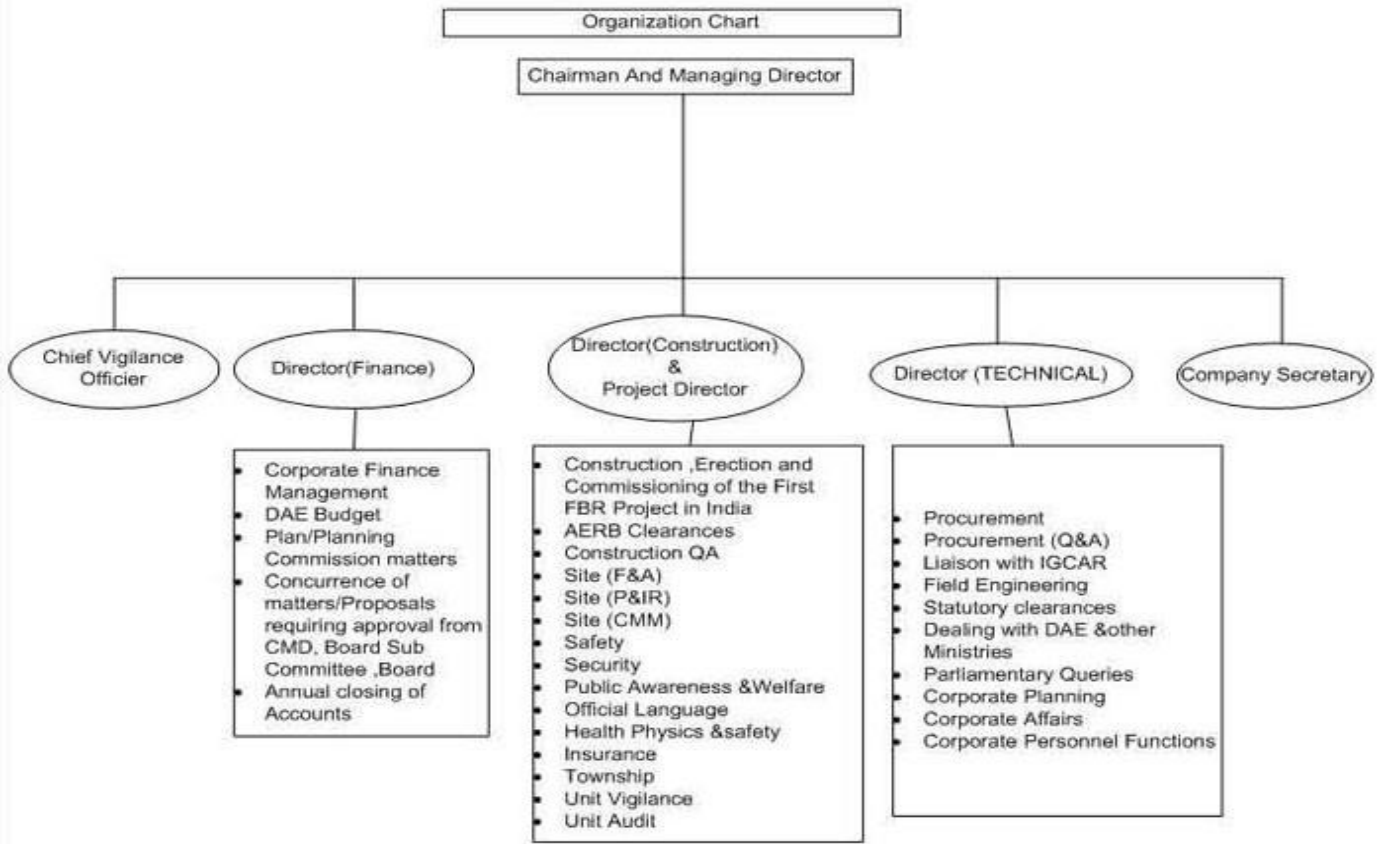 Organization Chart
Chairman And Managing Director
Chief Vigilance
Officier
Director(Finance)
Director(Construction)
&
Project Director
Director (TECHNICAL)
Company Secretary
• Corporate Finance
Management
• DAE Budget
• Plan/Planning
Commission matters
• Concurrence of
matters/Proposals
requiring approval from
CMD, Board Sub
Committee ,Board
• Annual closing of
Accounts
• Construction ,Erection and
Commissioning of the First
FBR Project in India
• AERB Clearances
• Construction QA
• Site (F&A)
• Site (P&IR)
• Site (CMM)
• Safety
• Security
• Public Awareness &Welfare
• Official Language
• Health Physics &safety
• Insurance
• Township
• Unit Vigilance
• Unit Audit
• Procurement
• Procurement (Q&A)
• Liaison with IGCAR
• Field Engineering
• Statutory clearances
• Dealing with DAE &other
Ministries
• Parliamentary Queries
• Corporate Planning
• Corporate Affairs
• Corporate Personnel Functions